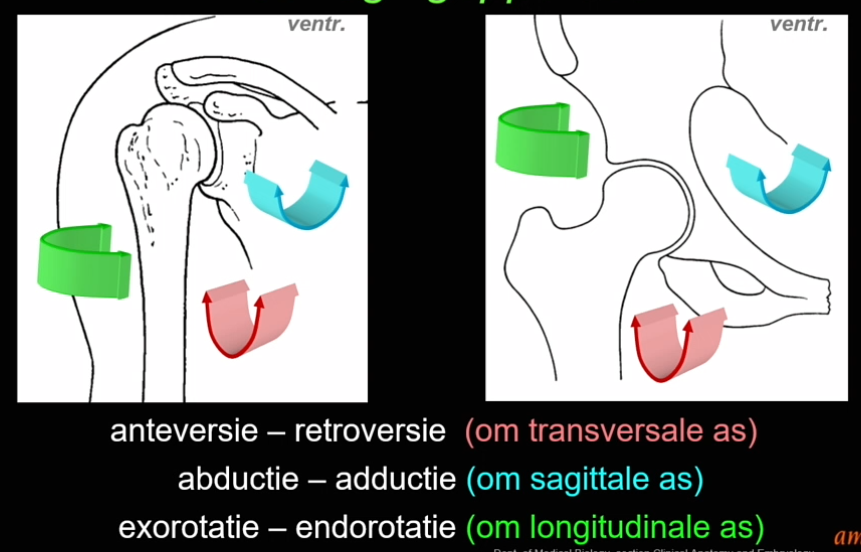 ventr.
ventr.
anteversie – retroversie (om transversale as)
abductie – adductie (om sagittale as)
exorotatie – endorotatie (om longitudinale as)
am
Dept. of Medical Biology, section Clinical Anatomy and Embryology